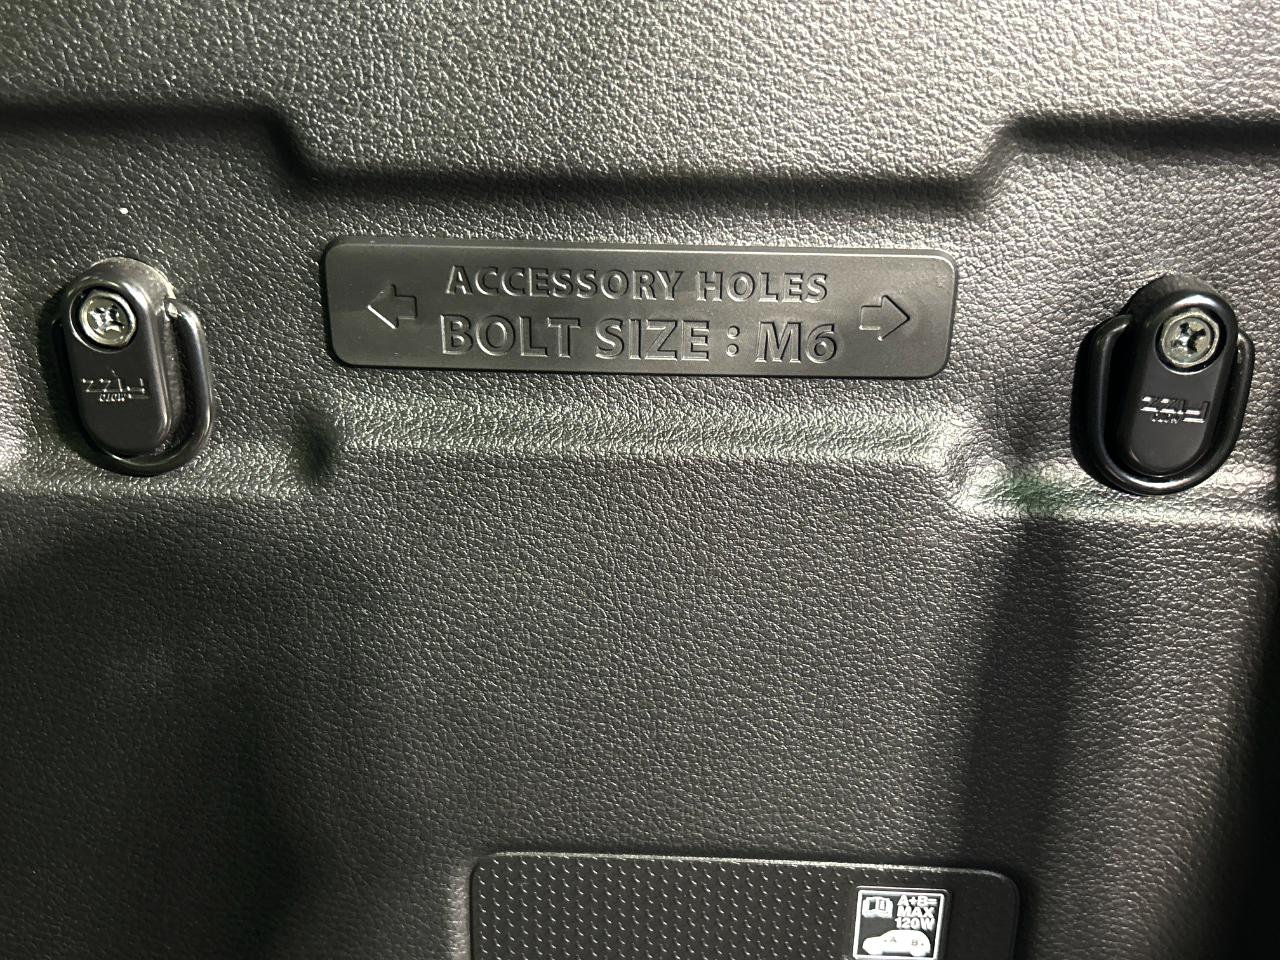 ACCESSORY HOLES
BOLT SIZE : M6
A+B=
MAX
120W
A B